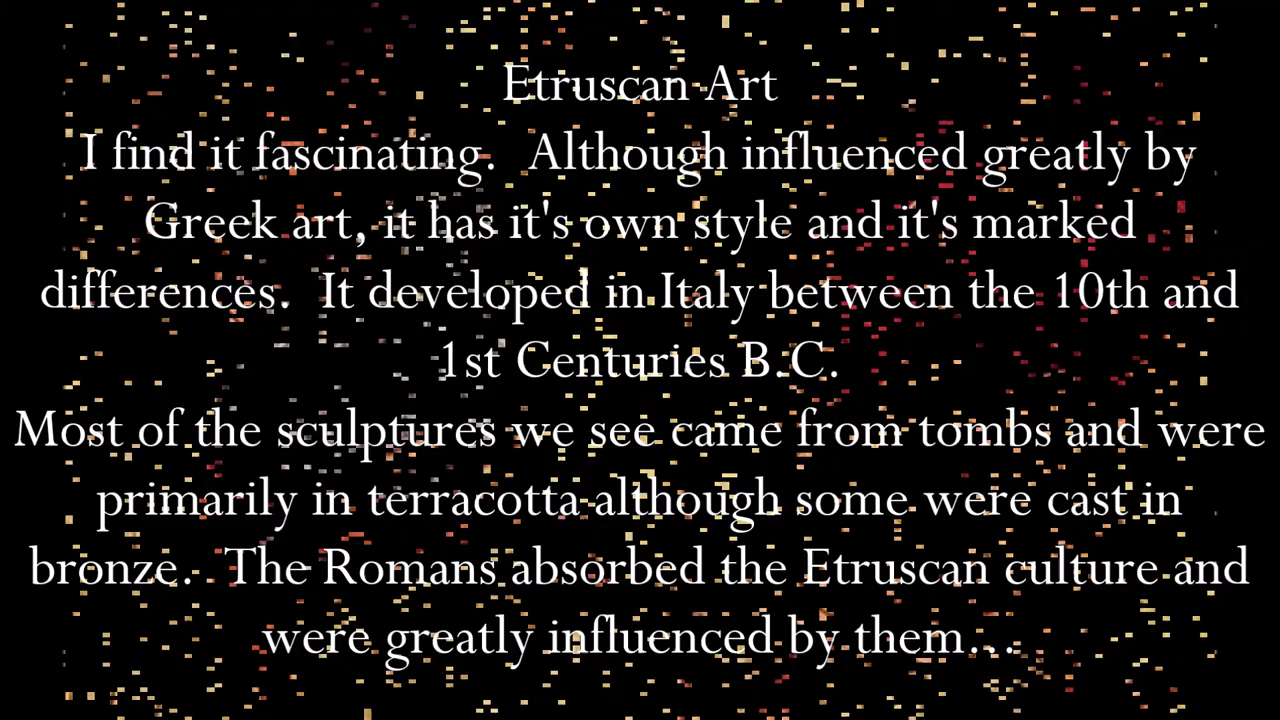 Etruscan Art
I find it fascinating.  Although influenced greatly by
Greek art, it has it's own style and it's marked
differences.  It developed in Italy between the 10th and
1st Centuries B.C.
Most of the sculptures we see came from tombs and were
primarily in terracotta although some were cast in
bronze.  The Romans absorbed the Etruscan culture and
were greatly influenced by them...